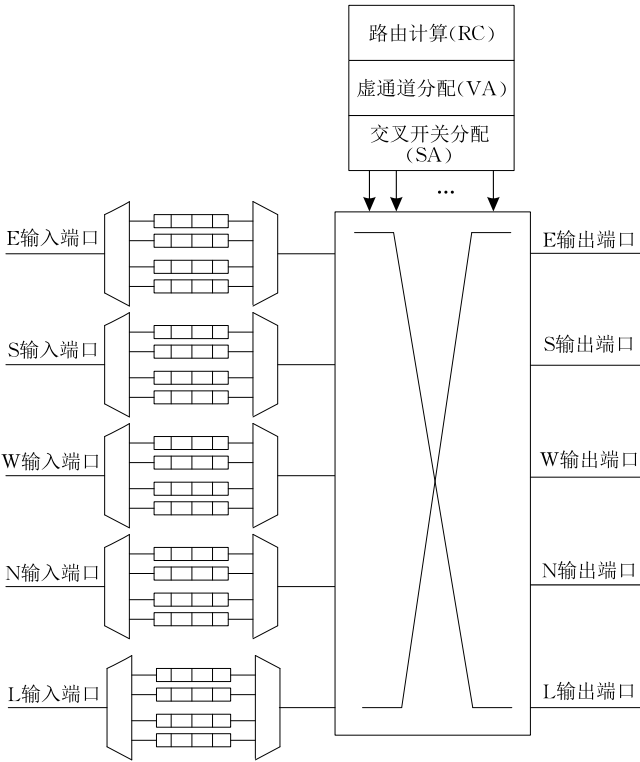 路由计算(RC)
虚通道分配(VA)
交叉开关分配
(SA)
...
E输入端口
E输出端口
S输入端口
S输出端口
W输入端口
W输出端口
N输入端口
N输出端口
L输入端口
L输出端口